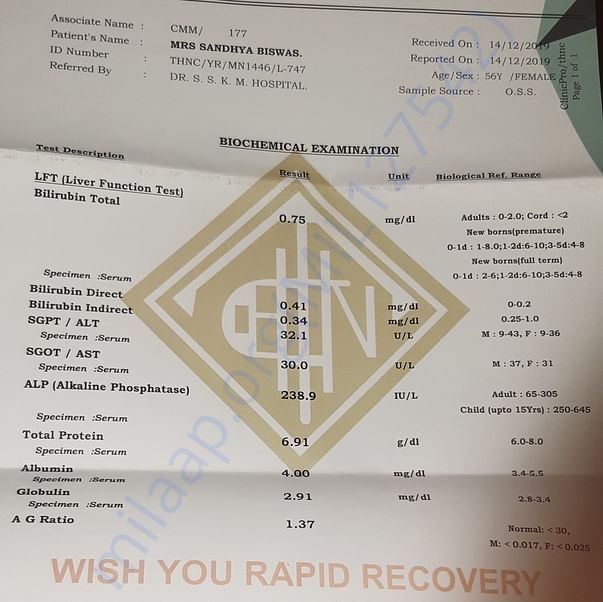 Associate Name : CMM/ 177
Patient's Name : MRS SANDHYA BISWAS.
ID Number : THNC/YR/MN1446/L-747
Referred By : DR. S. S. K. M. HOSPITAL.
Received On : 14/12/2019
Reported On : 14/12/2019
Age/Sex : 56Y /FEMALE
Sample Source : O.S.S.
ClinicPro/thnc
Page 1 of 1
BIOCHEMICAL EXAMINATION
Test Description Result Unit Biological Ref. Range
LFT (Liver Function Test)
Bilirubin Total 0.75 mg/dl Adults : 0-2.0; Cord : <2
New borns(premature)
0-1d : 1-8.0;1-2d:6-10;3-5d:4-8
New borns(full term)
Specimen :Serum 0-1d : 2-6;1-2d:6-10;3-5d:4-8
Bilirubin Direct 0.41 mg/dl 0-0.2
Bilirubin Indirect 0.34 mg/dl 0.25-1.0
SGPT / ALT 32.1 U/L M : 9-43, F : 9-36
Specimen :Serum
SGOT / AST 30.0 U/L M : 37, F : 31
Specimen :Serum
ALP (Alkaline Phosphatase) 238.9 IU/L Adult : 65-305
Specimen :Serum Child (upto 15Yrs) : 250-645
Total Protein 6.91 g/dl 6.0-8.0
Specimen :Serum
Albumin 4.00 mg/dl 3.4-5.5
Specimen :Serum
Globulin 2.91 mg/dl 2.8-3.4
Specimen :Serum
A G Ratio 1.37 Normal: < 30,
M: < 0.017, F: < 0.025
WISH YOU RAPID RECOVERY